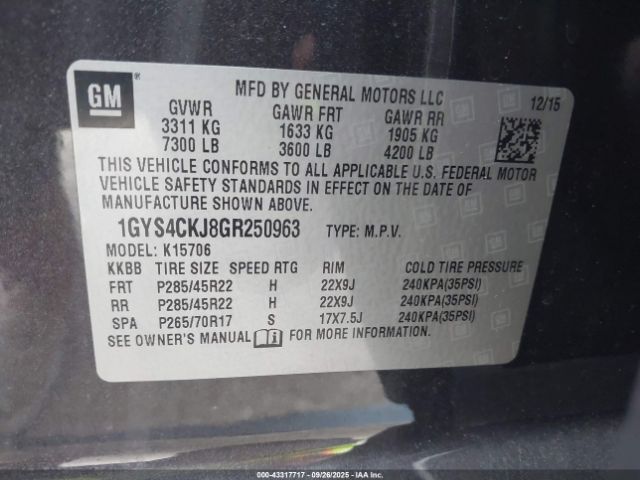 GM ®
MFD BY GENERAL MOTORS LLC
12/15
GVWR GAWR FRT GAWR RR
3311 KG 1633 KG 1905 KG
7300 LB 3600 LB 4200 LB
THIS VEHICLE CONFORMS TO ALL APPLICABLE U.S. FEDERAL MOTOR
VEHICLE SAFETY STANDARDS IN EFFECT ON THE DATE OF
MANUFACTURE SHOWN ABOVE.
1GYS4CKJ8GR250963 TYPE: M.P.V.
MODEL: K15706
KKBB TIRE SIZE SPEED RTG RIM COLD TIRE PRESSURE
FRT P285/45R22 H 22X9J 240KPA(35PSI)
RR P285/45R22 H 22X9J 240KPA(35PSI)
SPA P265/70R17 S 17X7.5J 240KPA(35PSI)
SEE OWNER'S MANUAL i FOR MORE INFORMATION.
000-43317717 - 09/26/2025 - COPYRIGHT IAA, LLC.